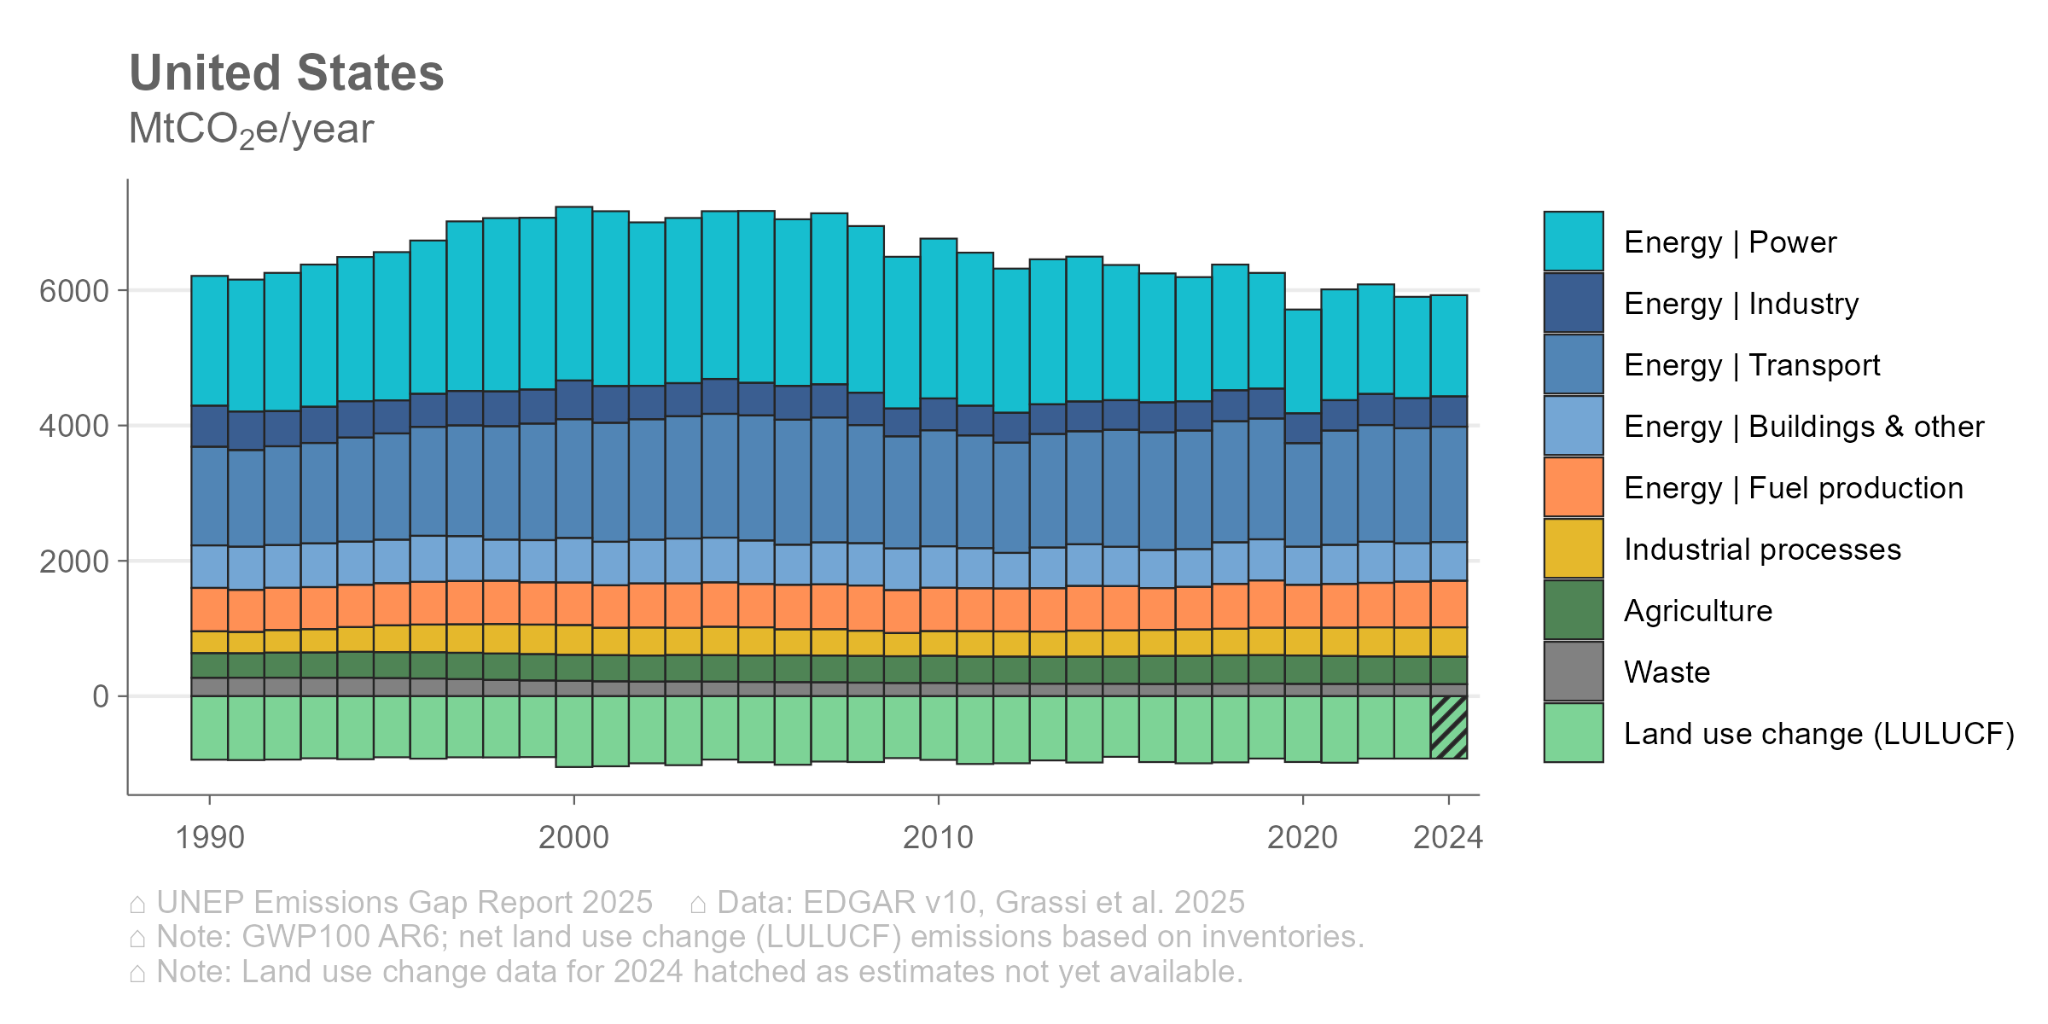 United States
MtCO₂e/year
6000
4000
2000
0
1990 2000 2010 2020 2024
Energy | Power
Energy | Industry
Energy | Transport
Energy | Buildings & other
Energy | Fuel production
Industrial processes
Agriculture
Waste
Land use change (LULUCF)
⌂ UNEP Emissions Gap Report 2025 ⌂ Data: EDGAR v10, Grassi et al. 2025
⌂ Note: GWP100 AR6; net land use change (LULUCF) emissions based on inventories.
⌂ Note: Land use change data for 2024 hatched as estimates not yet available.